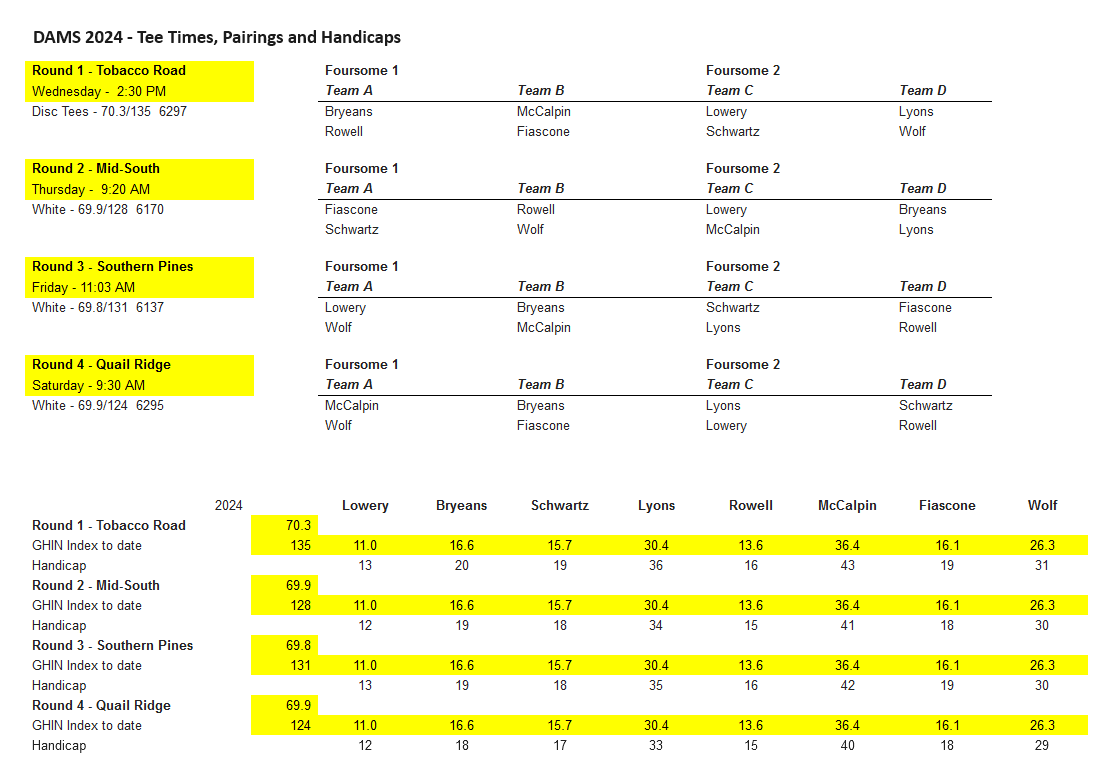 DAMS 2024 - Tee Times, Pairings and Handicaps
Round 1 - Tobacco Road Foursome 1 Foursome 2
Wednesday -  2:30 PM Team A Team B Team C Team D
Disc Tees - 70.3/135  6297 Bryeans McCalpin Lowery Lyons
Rowell Fiascone Schwartz Wolf
Round 2 - Mid-South Foursome 1 Foursome 2
Thursday -  9:20 AM Team A Team B Team C Team D
White - 69.9/128  6170 Fiascone Rowell Lowery Bryeans
Schwartz Wolf McCalpin Lyons
Round 3 - Southern Pines Foursome 1 Foursome 2
Friday - 11:03 AM Team A Team B Team C Team D
White - 69.8/131  6137 Lowery Bryeans Schwartz Fiascone
Wolf McCalpin Lyons Rowell
Round 4 - Quail Ridge Foursome 1 Foursome 2
Saturday - 9:30 AM Team A Team B Team C Team D
White - 69.9/124  6295 McCalpin Bryeans Lyons Schwartz
Wolf Fiascone Lowery Rowell
2024 Lowery Bryeans Schwartz Lyons Rowell McCalpin Fiascone Wolf
Round 1 - Tobacco Road 70.3
GHIN Index to date 135 11.0 16.6 15.7 30.4 13.6 36.4 16.1 26.3
Handicap 13 20 19 36 16 43 19 31
Round 2 - Mid-South 69.9
GHIN Index to date 128 11.0 16.6 15.7 30.4 13.6 36.4 16.1 26.3
Handicap 12 19 18 34 15 41 18 30
Round 3 - Southern Pines 69.8
GHIN Index to date 131 11.0 16.6 15.7 30.4 13.6 36.4 16.1 26.3
Handicap 13 19 18 35 16 42 19 30
Round 4 - Quail Ridge 69.9
GHIN Index to date 124 11.0 16.6 15.7 30.4 13.6 36.4 16.1 26.3
Handicap 12 18 17 33 15 40 18 29